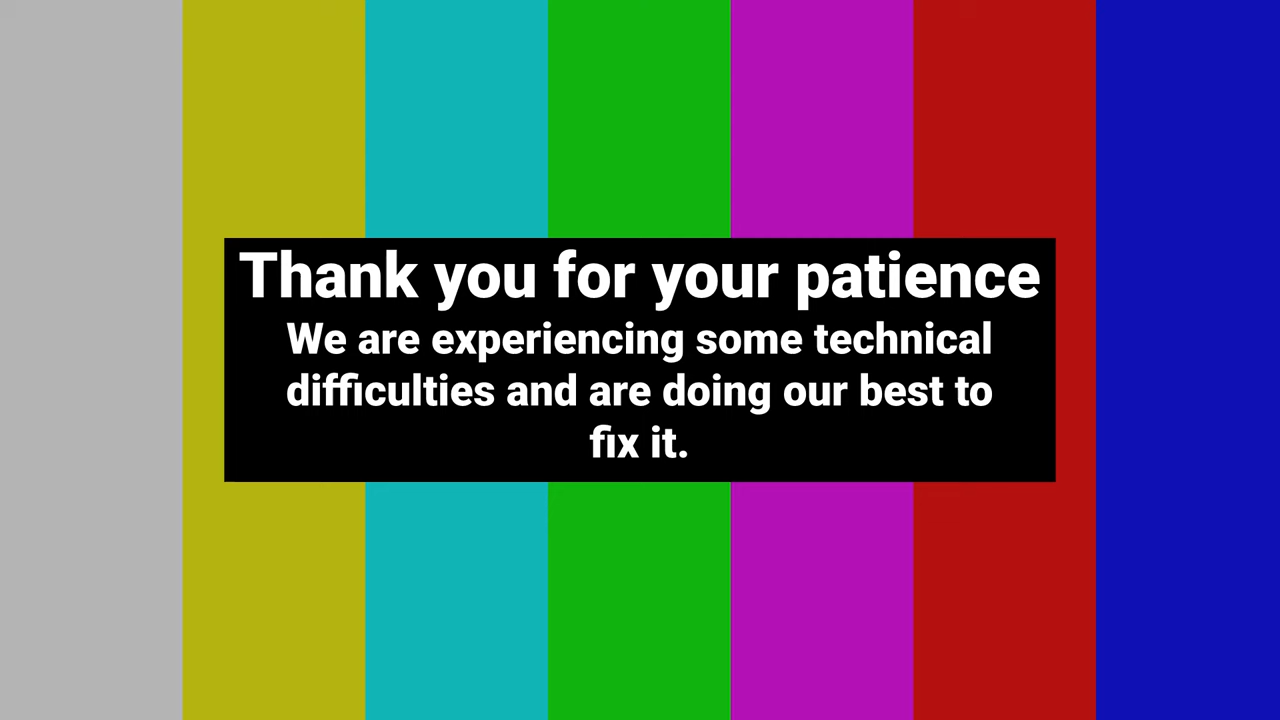 Thank you for your patience
We are experiencing some technical
difficulties and are doing our best to
fix it.